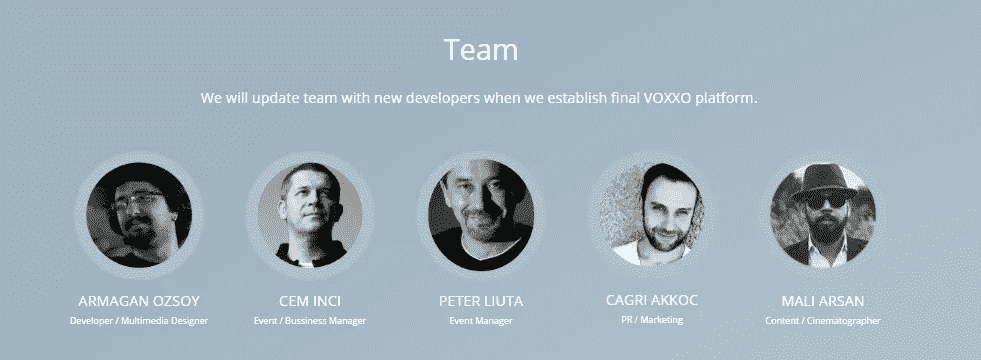 Team
We will update team with new developers when we establish final VOXXO platform.
ARMAGAN OZSOY CEM INCI PETER LIUTA CAGRI AKKOC MALI ARSAN
Developer / Multimedia Designer Event / Bussiness Manager Event Manager PR / Marketing Content / Cinematographer